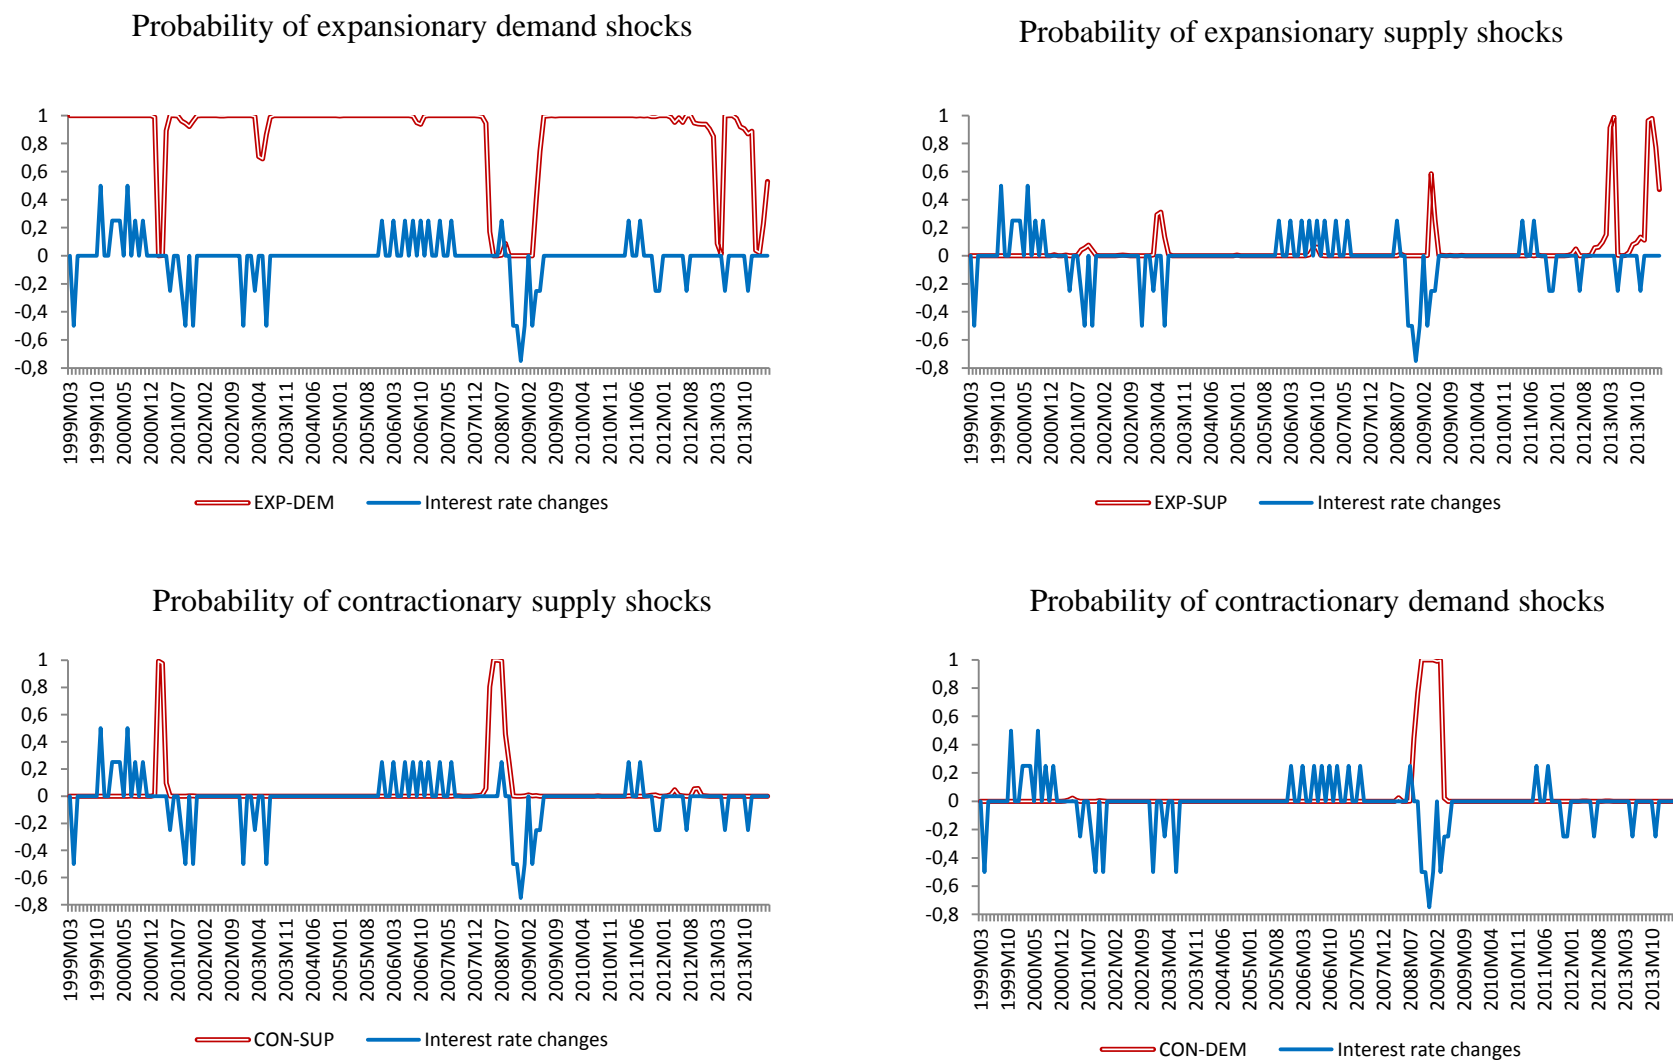 Probability of expansionary demand shocks
1
0,8
0,6
0,4
0,2
0
-0,2
-0,4
-0,6
-0,8
1999M03
1999M10
2000M05
2000M12
2001M07
2002M02
2002M09
2003M04
2003M11
2004M06
2005M01
2005M08
2006M03
2006M10
2007M05
2007M12
2008M07
2009M02
2009M09
2010M04
2010M11
2011M06
2012M01
2012M08
2013M03
2013M10
EXP-DEM Interest rate changes
Probability of expansionary supply shocks
1
0,8
0,6
0,4
0,2
0
-0,2
-0,4
-0,6
-0,8
1999M03
1999M10
2000M05
2000M12
2001M07
2002M02
2002M09
2003M04
2003M11
2004M06
2005M01
2005M08
2006M03
2006M10
2007M05
2007M12
2008M07
2009M02
2009M09
2010M04
2010M11
2011M06
2012M01
2012M08
2013M03
2013M10
EXP-SUP Interest rate changes
Probability of contractionary supply shocks
1
0,8
0,6
0,4
0,2
0
-0,2
-0,4
-0,6
-0,8
1999M03
1999M10
2000M05
2000M12
2001M07
2002M02
2002M09
2003M04
2003M11
2004M06
2005M01
2005M08
2006M03
2006M10
2007M05
2007M12
2008M07
2009M02
2009M09
2010M04
2010M11
2011M06
2012M01
2012M08
2013M03
2013M10
CON-SUP Interest rate changes
Probability of contractionary demand shocks
1
0,8
0,6
0,4
0,2
0
-0,2
-0,4
-0,6
-0,8
1999M03
1999M10
2000M05
2000M12
2001M07
2002M02
2002M09
2003M04
2003M11
2004M06
2005M01
2005M08
2006M03
2006M10
2007M05
2007M12
2008M07
2009M02
2009M09
2010M04
2010M11
2011M06
2012M01
2012M08
2013M03
2013M10
CON-DEM Interest rate changes